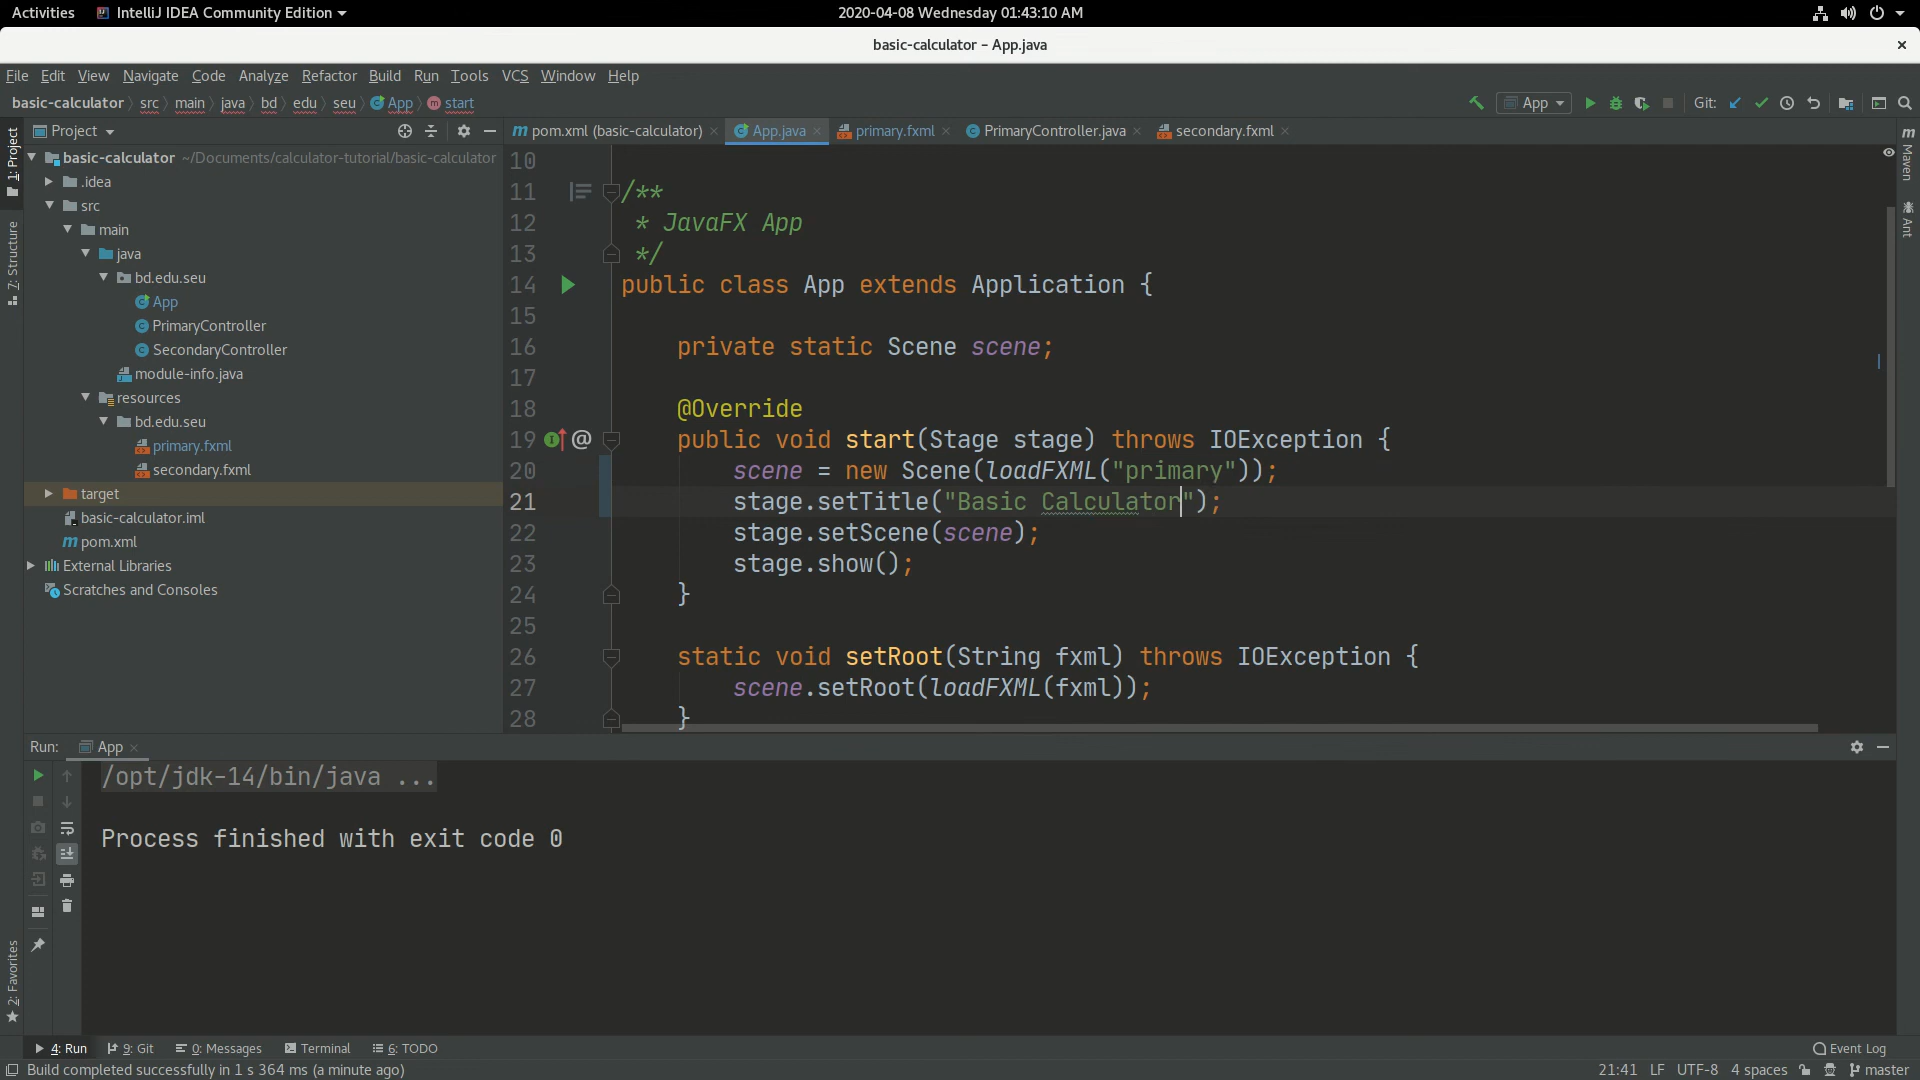 Activities IntelliJ IDEA Community Edition 2020-04-08 Wednesday 01:43:10 AM
basic-calculator – App.java
File Edit View Navigate Code Analyze Refactor Build Run Tools VCS Window Help
basic-calculator src main java bd edu seu App start App Git:
Project
pom.xml (basic-calculator) App.java primary.fxml PrimaryController.java secondary.fxml
1: Project
7: Structure
2: Favorites
basic-calculator ~/Documents/calculator-tutorial/basic-calculator
.idea
src
main
java
bd.edu.seu
App
PrimaryController
SecondaryController
module-info.java
resources
bd.edu.seu
primary.fxml
secondary.fxml
target
basic-calculator.iml
pom.xml
External Libraries
Scratches and Consoles
10
11 /**
12 * JavaFX App
13 */
14 public class App extends Application {
15
16 private static Scene scene;
17
18 @Override
19 @ public void start(Stage stage) throws IOException {
20 scene = new Scene(loadFXML("primary"));
21 stage.setTitle("Basic Calculator");
22 stage.setScene(scene);
23 stage.show();
24 }
25
26 static void setRoot(String fxml) throws IOException {
27 scene.setRoot(loadFXML(fxml));
28 }
Maven
Ant
Run: App
/opt/jdk-14/bin/java ...
Process finished with exit code 0
4: Run 9: Git 0: Messages Terminal 6: TODO Event Log
Build completed successfully in 1 s 364 ms (a minute ago) 21:41 LF UTF-8 4 spaces master